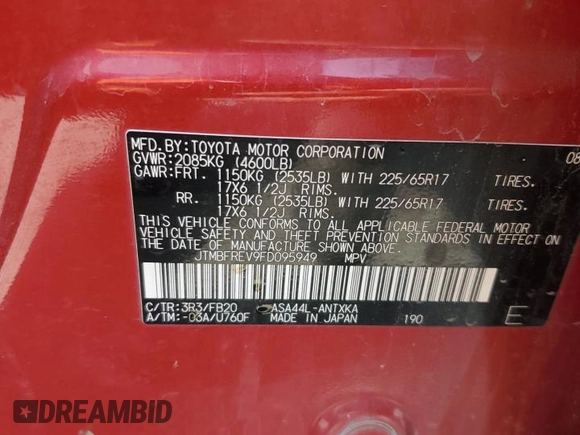 MFD.BY:TOYOTA MOTOR CORPORATION 06
GVWR:2085KG (4600LB)
GAWR:FRT. 1150KG (2535LB) WITH 225/65R17 TIRES.
17X6 1/2J RIMS.
RR. 1150KG (2535LB) WITH 225/65R17 TIRES.
17X6 1/2J RIMS.
THIS VEHICLE CONFORMS TO ALL APPLICABLE FEDERAL MOTOR
VEHICLE SAFETY AND THEFT PREVENTION STANDARDS IN EFFECT
ON THE DATE OF MANUFACTURE SHOWN ABOVE.
JTMBFREV9FD095949 MPV
C/TR:3R3/FB20 ASA44L-ANTXKA
A/TM:-03A/U760F MADE IN JAPAN 190 E
DREAMBID